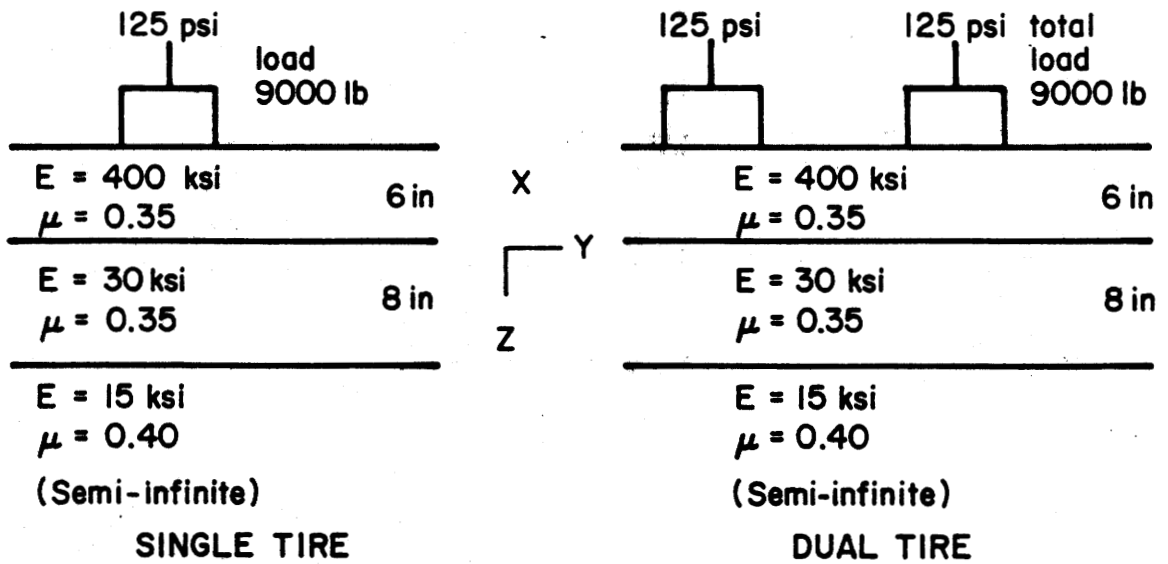 125 psi
load
9000 lb
E = 400 ksi
μ = 0.35
6 in
E = 30 ksi
μ = 0.35
8 in
E = 15 ksi
μ = 0.40
(Semi-infinite)
SINGLE TIRE
X
Y
Z
125 psi
125 psi total
load
9000 lb
E = 400 ksi
μ = 0.35
6 in
E = 30 ksi
μ = 0.35
8 in
E = 15 ksi
μ = 0.40
(Semi-infinite)
DUAL TIRE